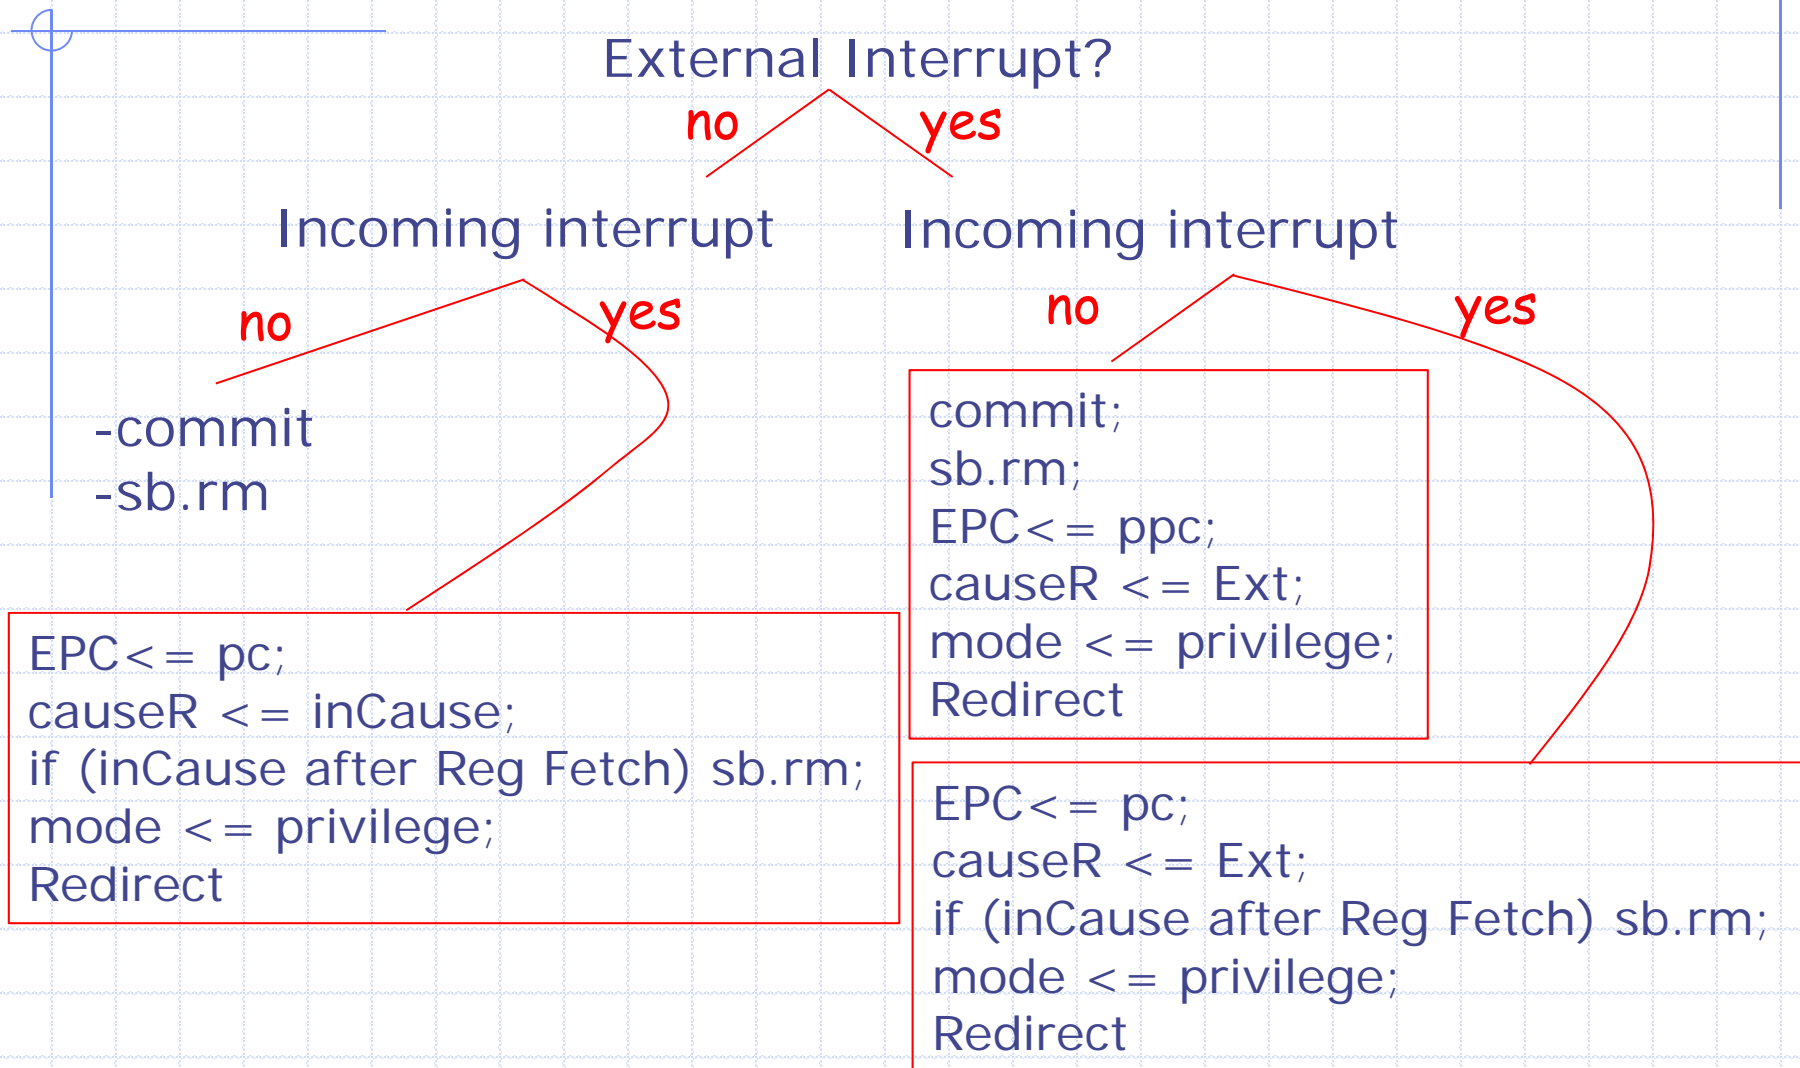 External Interrupt?
no
yes
Incoming interrupt
Incoming interrupt
no
yes
no
yes
-commit
-sb.rm
EPC<= pc;
causeR <= inCause;
if (inCause after Reg Fetch) sb.rm;
mode <= privilege;
Redirect
commit;
sb.rm;
EPC<= ppc;
causeR <= Ext;
mode <= privilege;
Redirect
EPC<= pc;
causeR <= Ext;
if (inCause after Reg Fetch) sb.rm;
mode <= privilege;
Redirect